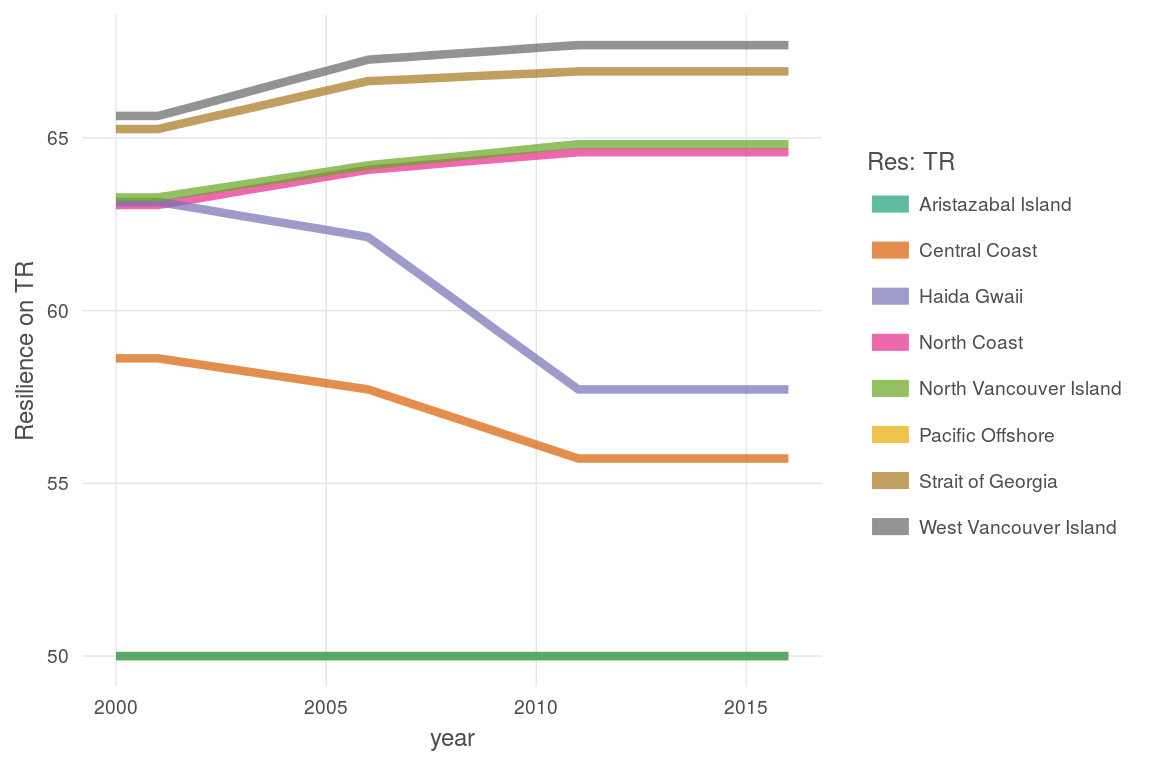 Resilience on TR
65
60
55
50
2000
2005
2010
2015
year
Res: TR
Aristazabal Island
Central Coast
Haida Gwaii
North Coast
North Vancouver Island
Pacific Offshore
Strait of Georgia
West Vancouver Island